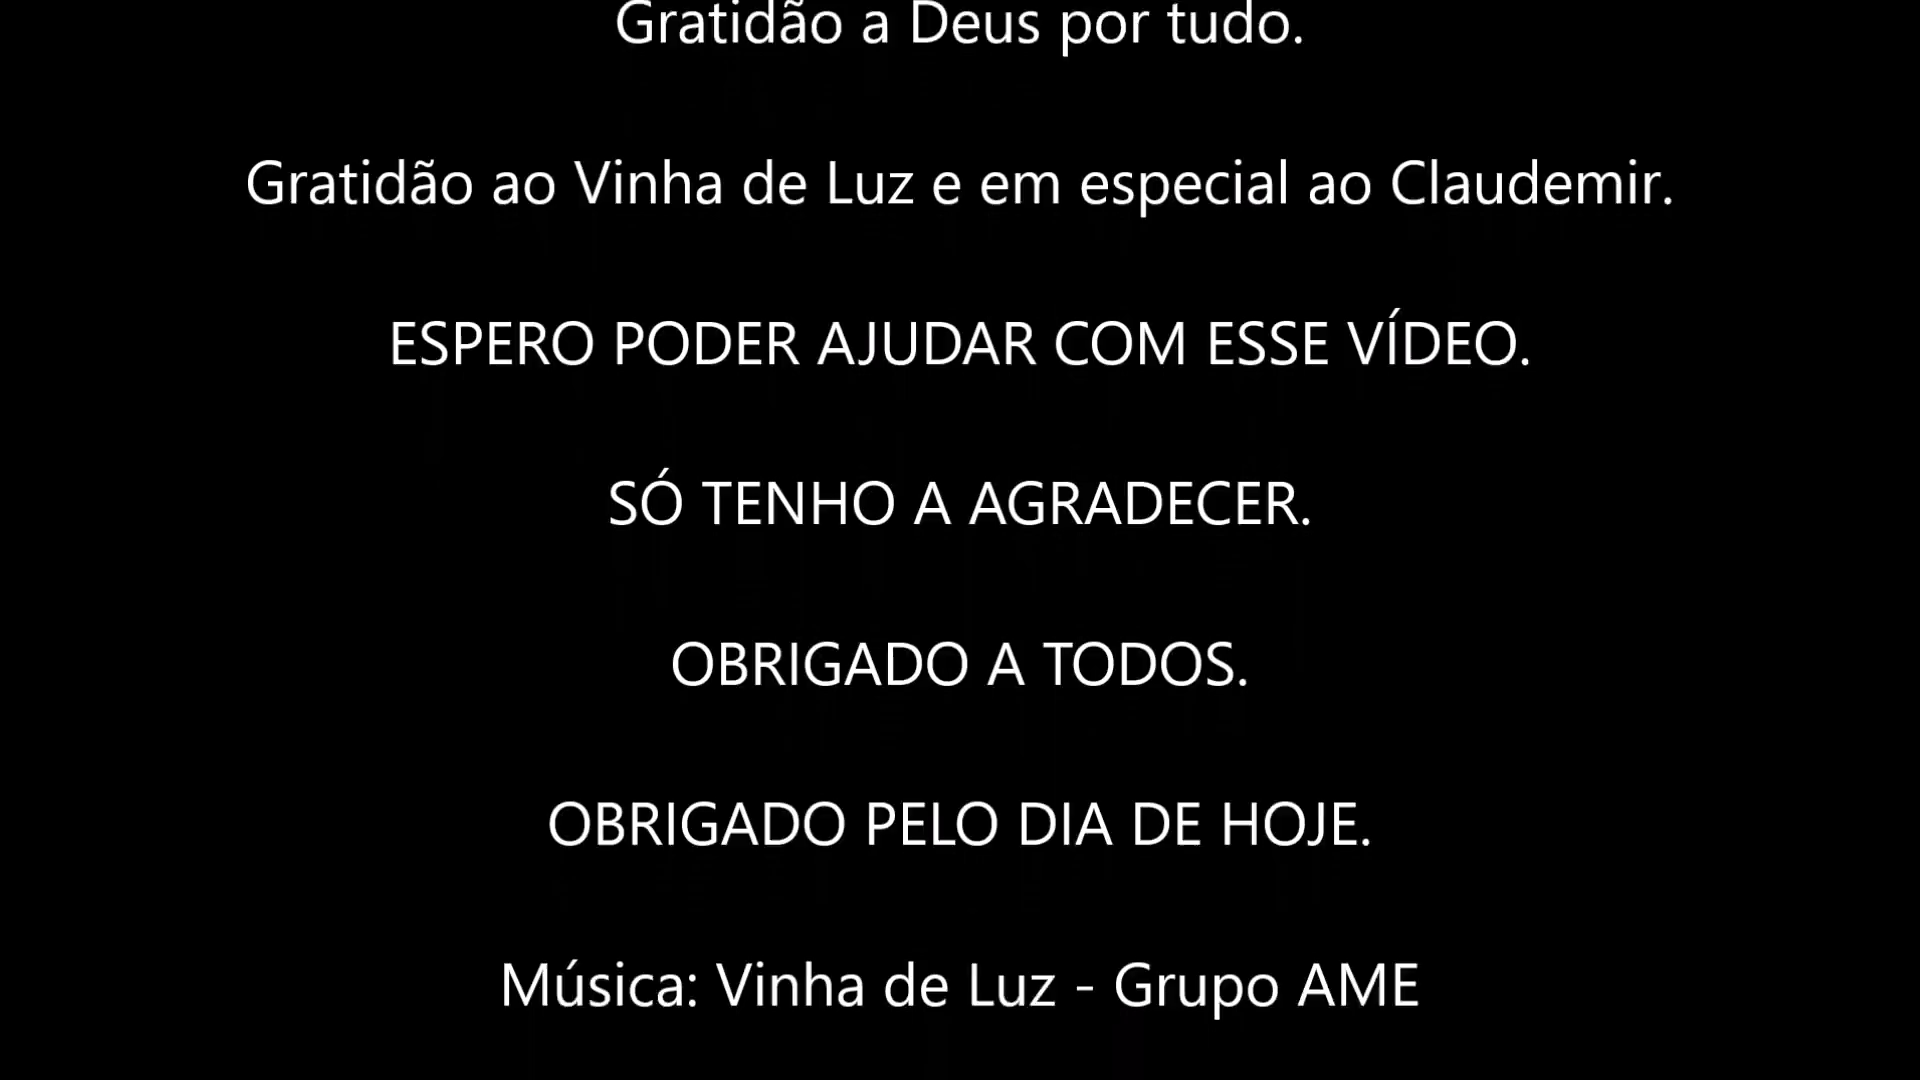 Gratidão a Deus por tudo.
Gratidão ao Vinha de Luz e em especial ao Claudemir.
ESPERO PODER AJUDAR COM ESSE VÍDEO.
SÓ TENHO A AGRADECER.
OBRIGADO A TODOS.
OBRIGADO PELO DIA DE HOJE.
Música: Vinha de Luz - Grupo AME